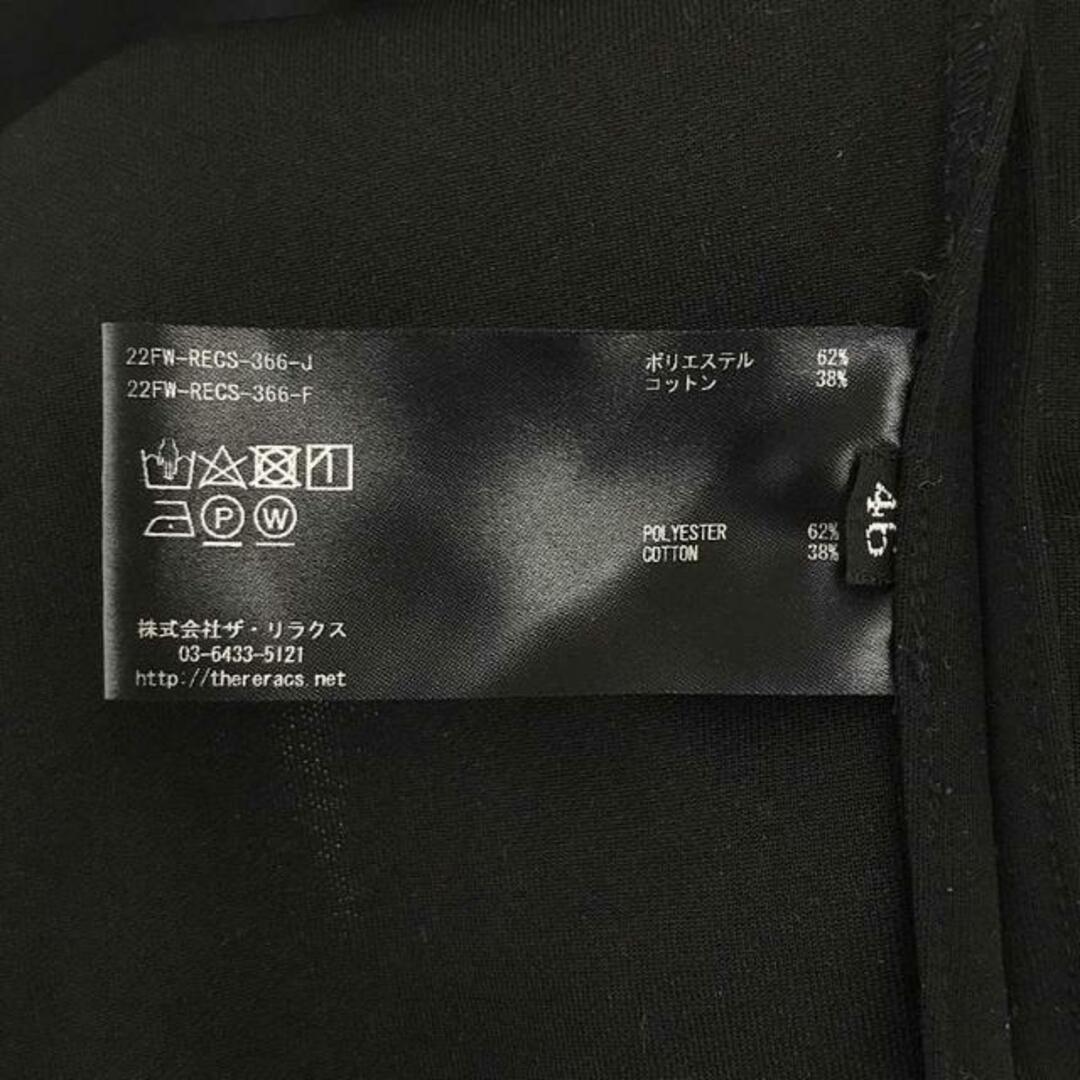 22FW-RECS-366-J
22FW-RECS-366-F
ポリエステル 62%
コットン 38%
P W
POLYESTER 62%
COTTON 38%
株式会社ザ・リラクス
03-6433-5121
http://thereracs.net